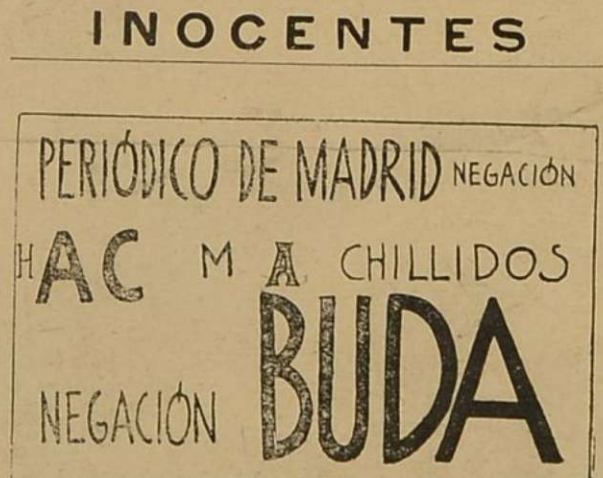 INOCENTES
PERIÓDICO DE MADRID NEGACIÓN
HAC M A CHILLIDOS
NEGACIÓN BUDA